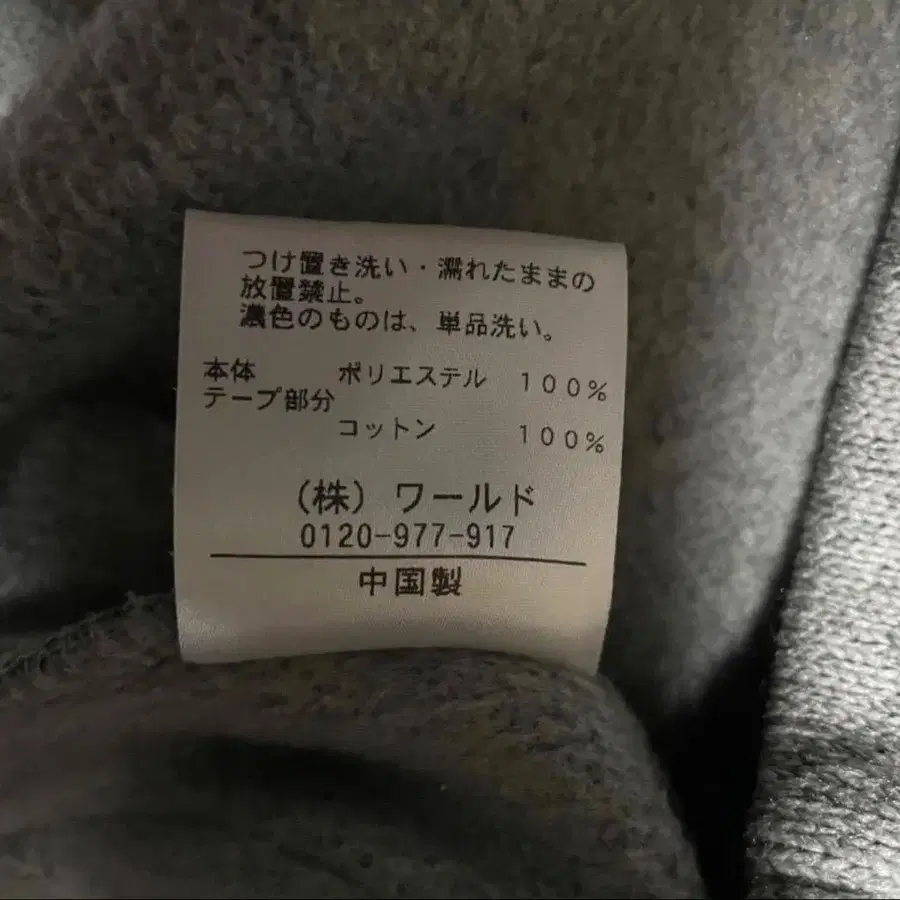 つけ置き洗い・濡れたままの
放置禁止。
濃色のものは、単品洗い。
本体 ポリエステル 100%
テープ部分
コットン 100%
(株) ワールド
0120-977-917
中国製